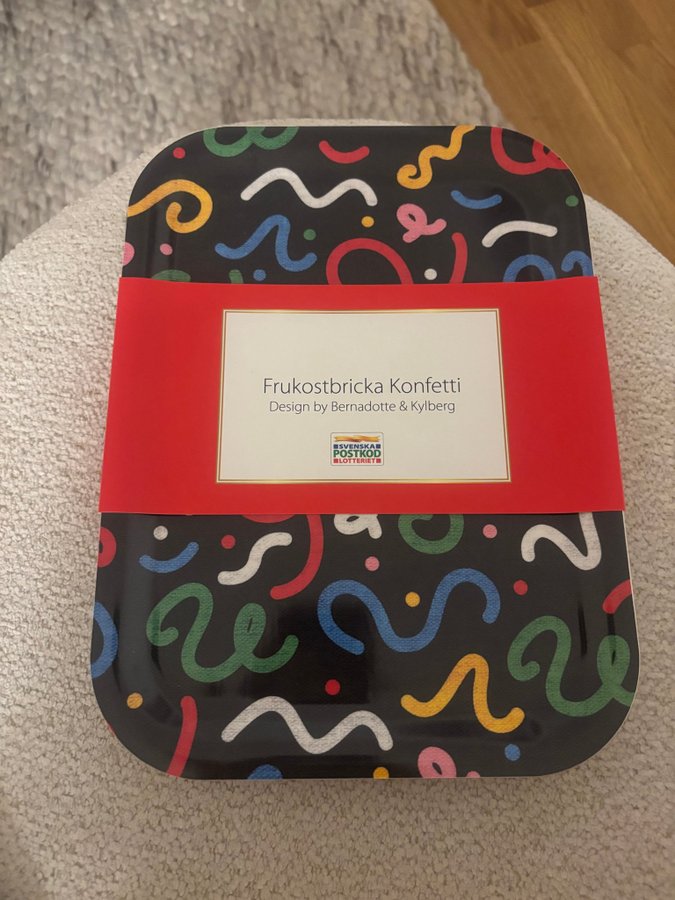 Frukostbricka Konfetti
Design by Bernadotte & Kylberg
SVENSKA
POSTKOD
LOTTERIET